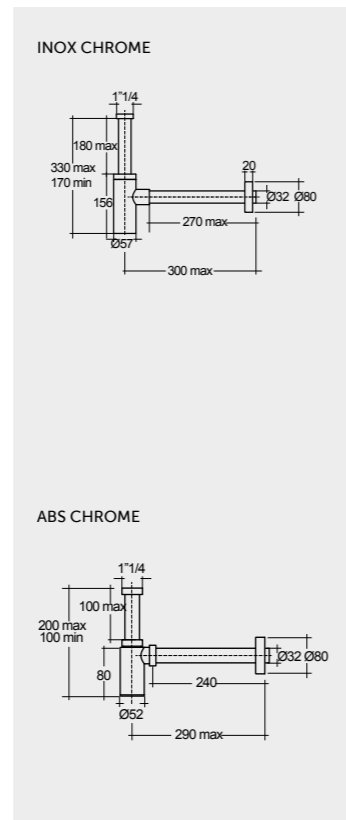 INOX CHROME
1"1/4
180 max
20
330 max
170 min
Ø32 Ø80
156
270 max
Ø57
300 max
ABS CHROME
1"1/4
100 max
200 max
100 min
Ø32 Ø80
80
240
Ø52
290 max